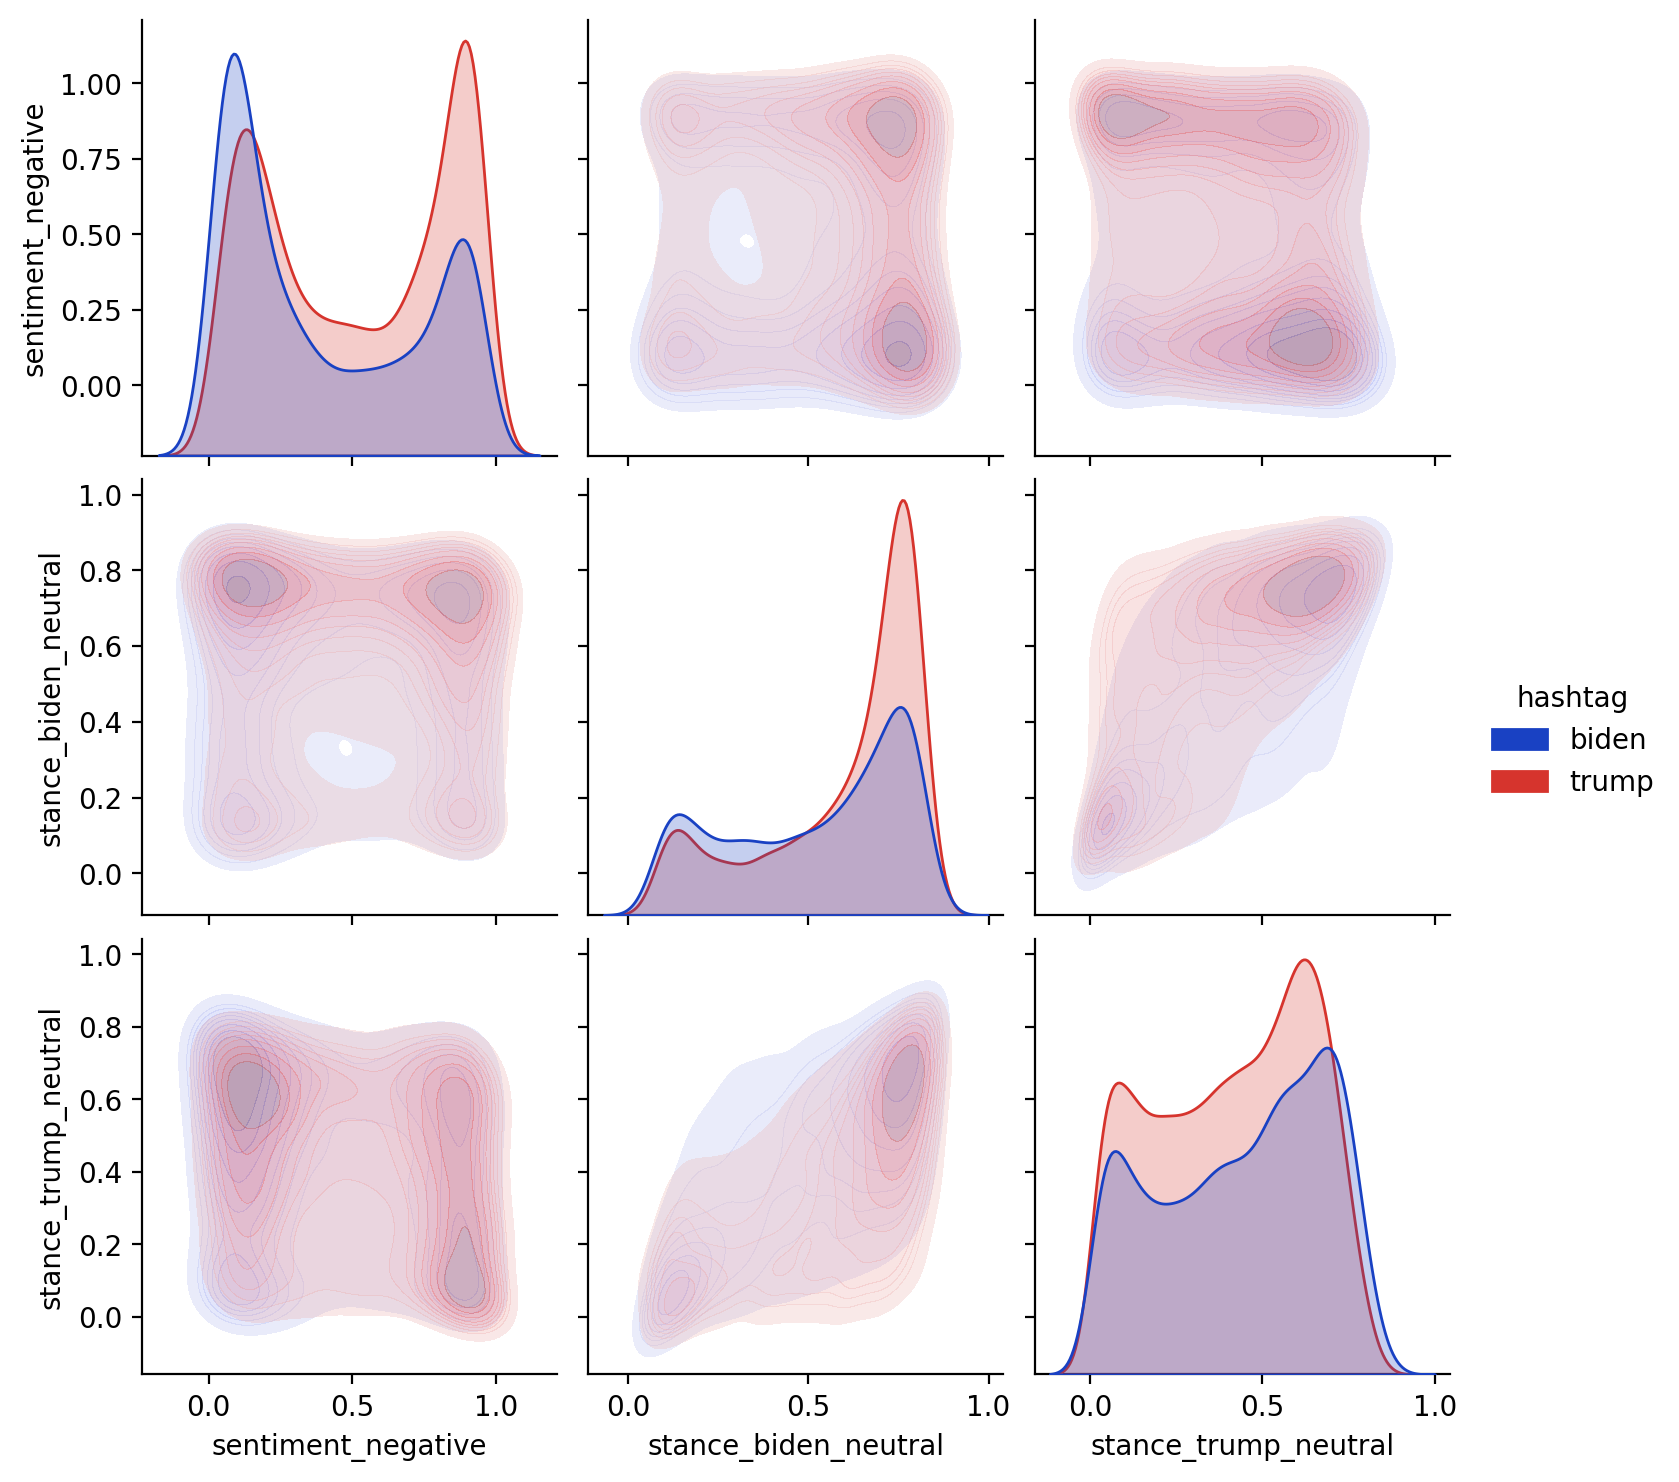 sentiment_negative
1.00
0.75
0.50
0.25
0.00
stance_biden_neutral
1.0
0.8
0.6
0.4
0.2
0.0
hashtag
biden
trump
stance_trump_neutral
1.0
0.8
0.6
0.4
0.2
0.0
0.0 0.5 1.0
0.0 0.5 1.0
0.0 0.5 1.0
sentiment_negative
stance_biden_neutral
stance_trump_neutral